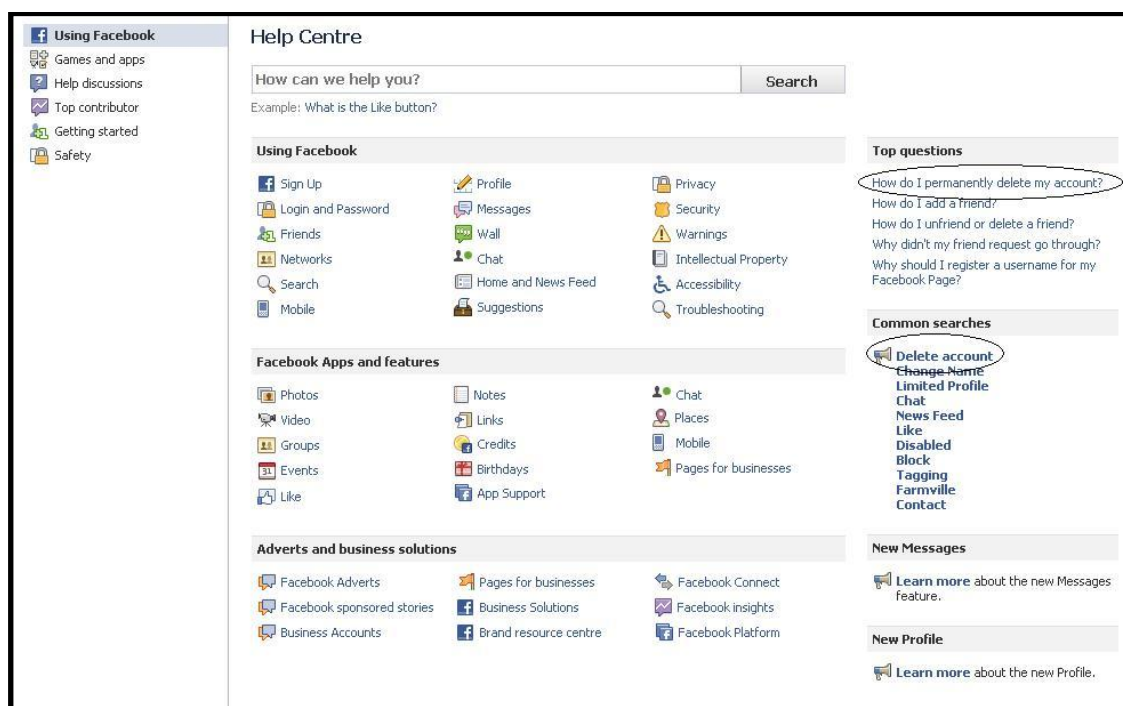 Using Facebook
Games and apps
Help discussions
Top contributor
Getting started
Safety
Help Centre
How can we help you?
Search
Example: What is the Like button?
Using Facebook
Sign Up
Login and Password
Friends
Networks
Search
Mobile
Profile
Messages
Wall
Chat
Home and News Feed
Suggestions
Privacy
Security
Warnings
Intellectual Property
Accessibility
Troubleshooting
Facebook Apps and features
Photos
Video
Groups
Events
Like
Notes
Links
Credits
Birthdays
App Support
Chat
Places
Mobile
Pages for businesses
Adverts and business solutions
Facebook Adverts
Facebook sponsored stories
Business Accounts
Pages for businesses
Business Solutions
Brand resource centre
Facebook Connect
Facebook insights
Facebook Platform
Top questions
How do I permanently delete my account?
How do I add a friend?
How do I unfriend or delete a friend?
Why didn't my friend request go through?
Why should I register a username for my
Facebook Page?
Common searches
Delete account
Change Name
Limited Profile
Chat
News Feed
Like
Disabled
Block
Tagging
Farmville
Contact
New Messages
Learn more about the new Messages
feature.
New Profile
Learn more about the new Profile.